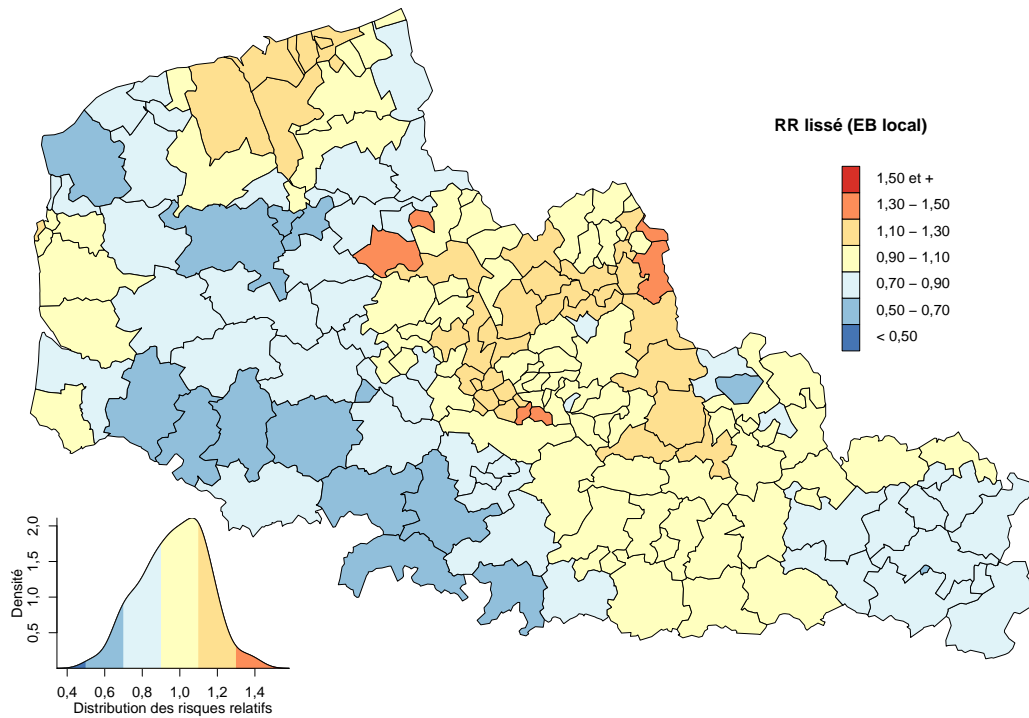 RR lissé (EB local)
1,50 et +
1,30 – 1,50
1,10 – 1,30
0,90 – 1,10
0,70 – 0,90
0,50 – 0,70
< 0,50
Densité
2,0
1,5
1,0
0,5
0,4 0,6 0,8 1,0 1,2 1,4
Distribution des risques relatifs